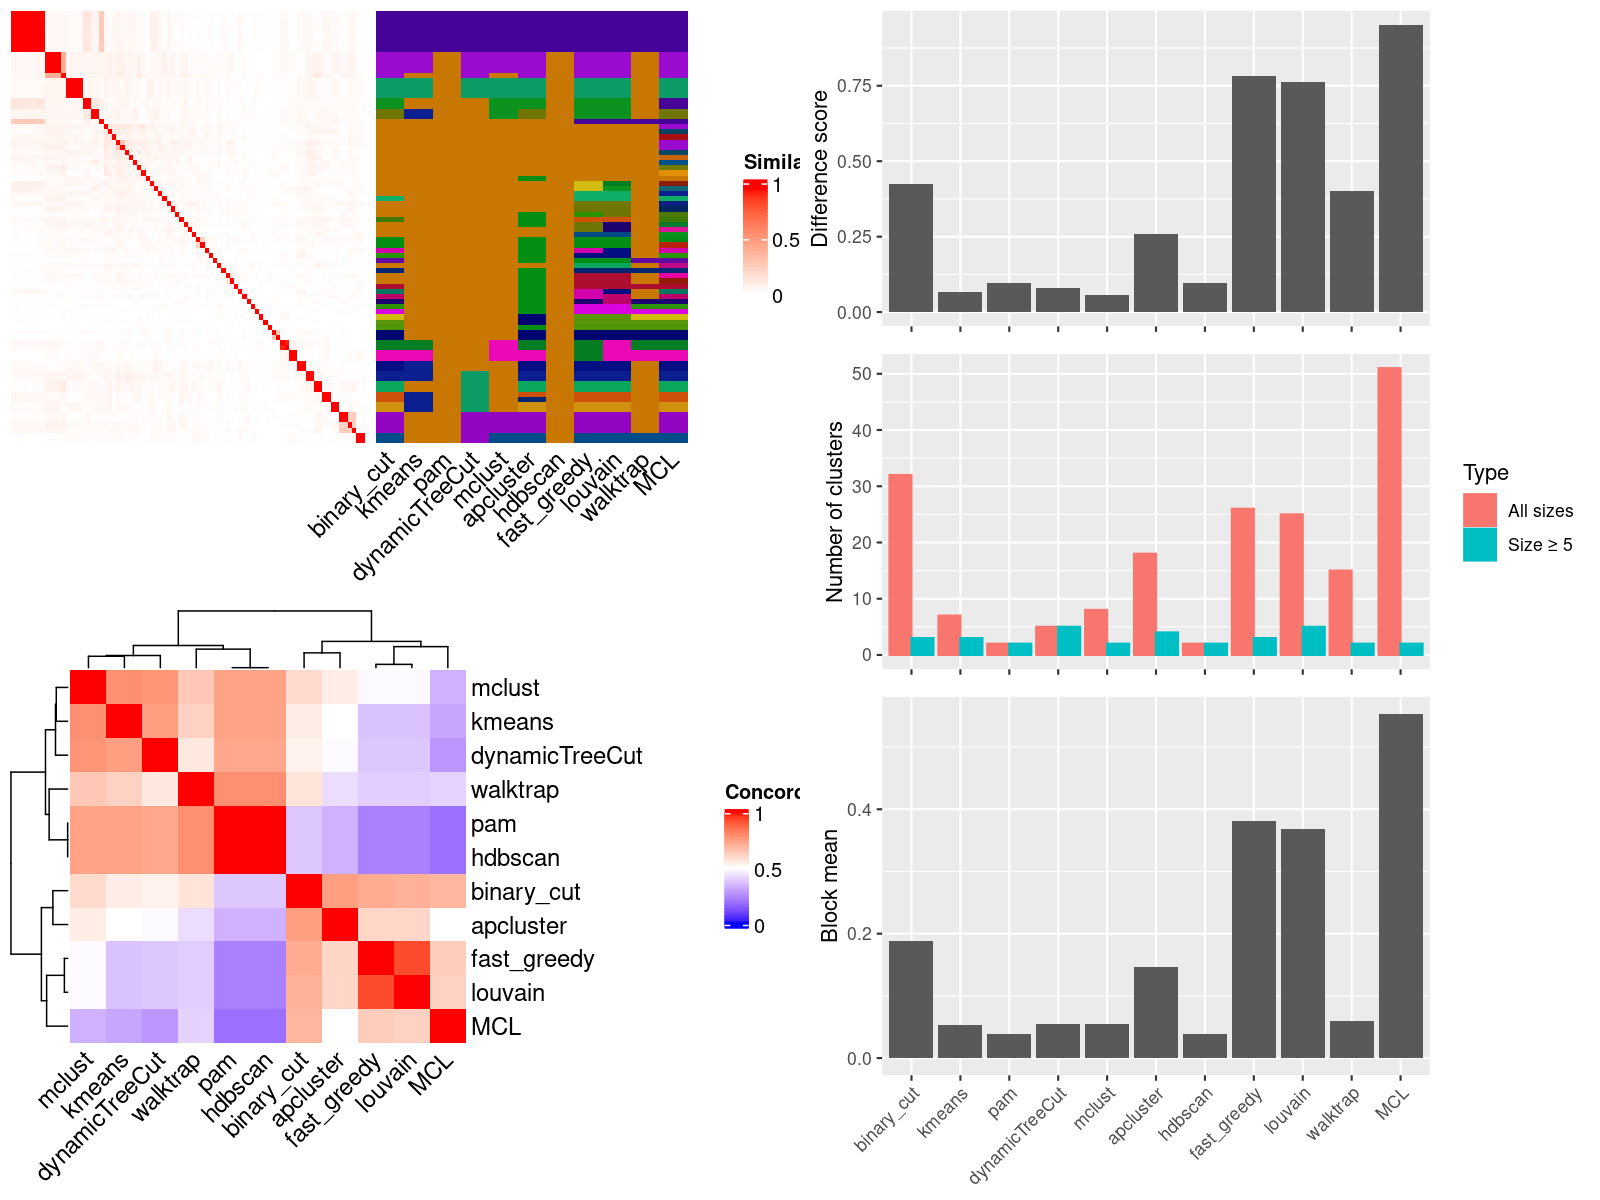 Simila
1
0.5
0
binary_cut
kmeans
pam
dynamicTreeCut
mclust
apcluster
hdbscan
fast_greedy
louvain
walktrap
MCL
mclust
kmeans
dynamicTreeCut
walktrap
pam
hdbscan
binary_cut
apcluster
fast_greedy
louvain
MCL
mclust
kmeans
dynamicTreeCut
walktrap
pam
hdbscan
binary_cut
apcluster
fast_greedy
louvain
MCL
Concord
1
0.5
0
Difference score
0.75
0.50
0.25
0.00
Number of clusters
50
40
30
20
10
0
Type
All sizes
Size ≥ 5
Block mean
0.4
0.2
0.0
binary_cut
kmeans
pam
dynamicTreeCut
mclust
apcluster
hdbscan
fast_greedy
louvain
walktrap
MCL